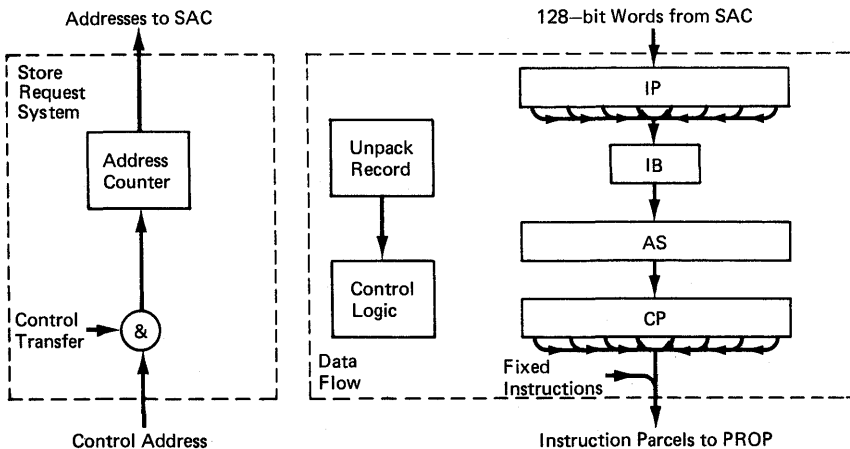 Addresses to SAC
Store
Request
System
Address
Counter
Control
Transfer
&
Control Address
128–bit Words from SAC
IP
Unpack
Record
IB
AS
Control
Logic
CP
Data
Flow
Fixed
Instructions
Instruction Parcels to PROP